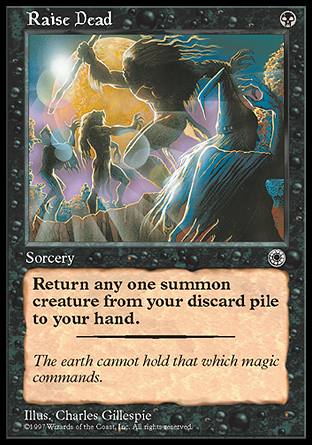 Raise Dead
Sorcery
Return any one summon
creature from your discard pile
to your hand.
The earth cannot hold that which magic
commands.
Illus. Charles Gillespie
©1997 Wizards of the Coast, Inc. All rights reserved.